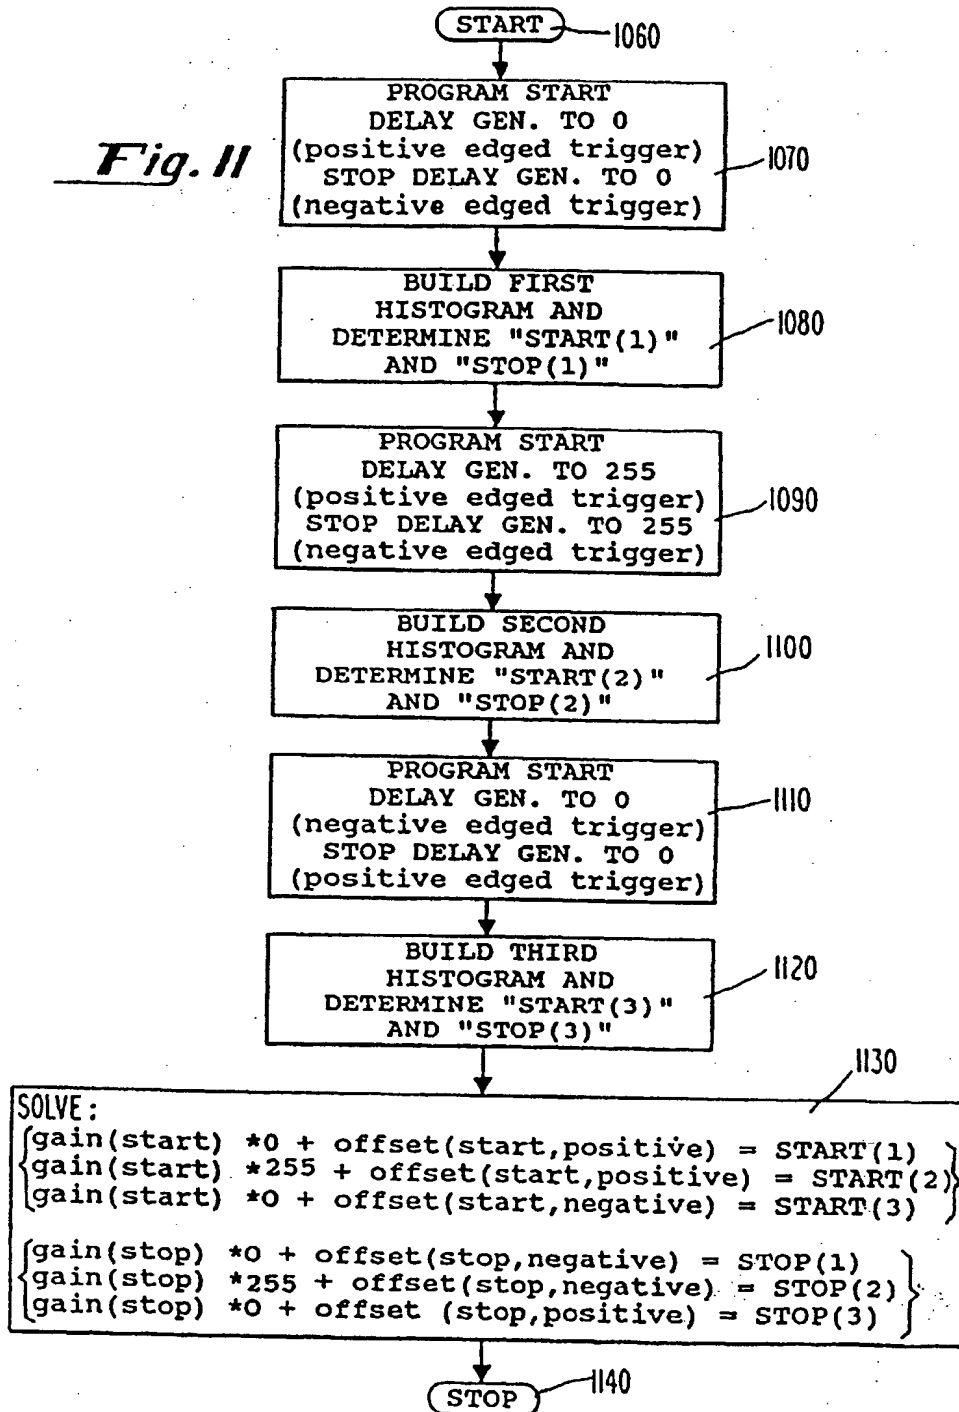 START
1060
Fig. 11
PROGRAM START
DELAY GEN. TO 0
(positive edged trigger)
STOP DELAY GEN. TO 0
(negative edged trigger)
1070
BUILD FIRST
HISTOGRAM AND
DETERMINE "START(1)"
AND "STOP(1)"
1080
PROGRAM START
DELAY GEN. TO 255
(positive edged trigger)
STOP DELAY GEN. TO 255
(negative edged trigger)
1090
BUILD SECOND
HISTOGRAM AND
DETERMINE "START(2)"
AND "STOP(2)"
1100
PROGRAM START
DELAY GEN. TO 0
(negative edged trigger)
STOP DELAY GEN. TO 0
(positive edged trigger)
1110
BUILD THIRD
HISTOGRAM AND
DETERMINE "START(3)"
AND "STOP(3)"
1120
1130
SOLVE:
gain(start) *0 + offset(start,positive) = START(1)
gain(start) *255 + offset(start,positive) = START(2)
gain(start) *0 + offset(start,negative) = START(3)
gain(stop) *0 + offset(stop,negative) = STOP(1)
gain(stop) *255 + offset(stop,negative) = STOP(2)
gain(stop) *0 + offset (stop,positive) = STOP(3)
STOP
1140